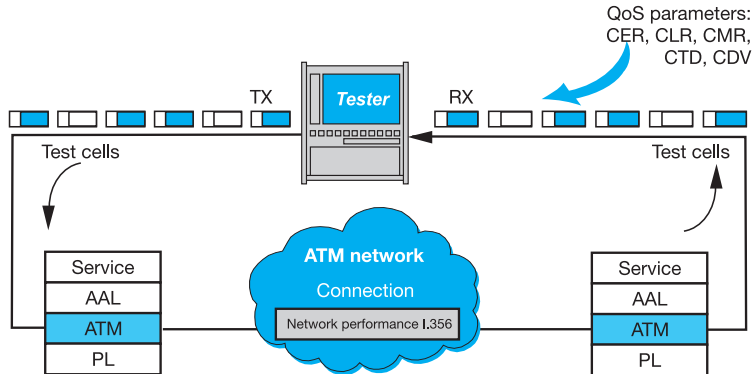 QoS parameters:
CER, CLR, CMR,
CTD, CDV
TX
Tester
RX
Test cells
Test cells
Service
AAL
ATM
PL
ATM network
Connection
Network performance I.356
Service
AAL
ATM
PL